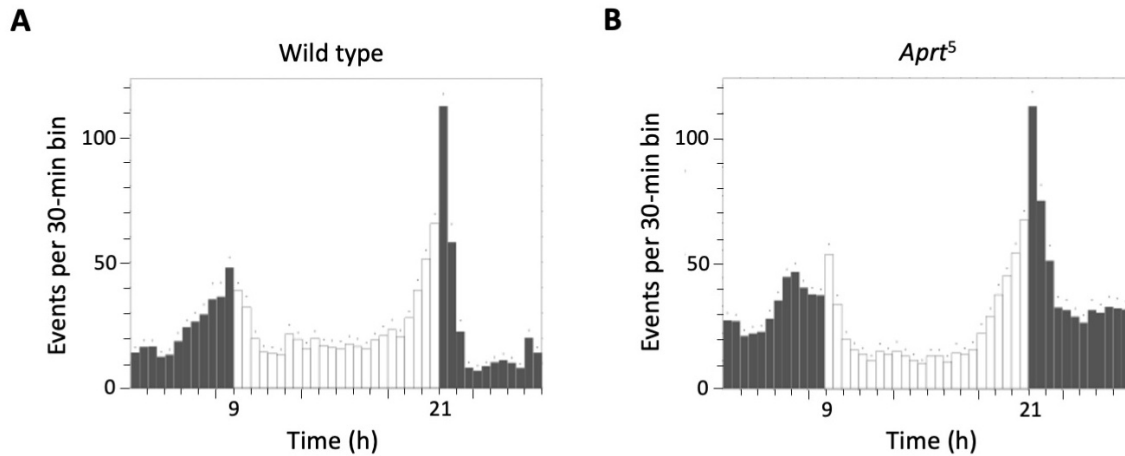 A
Wild type
Events per 30-min bin
100
50
0
9
21
Time (h)
B
Aprt⁵
Events per 30-min bin
100
50
0
9
21
Time (h)